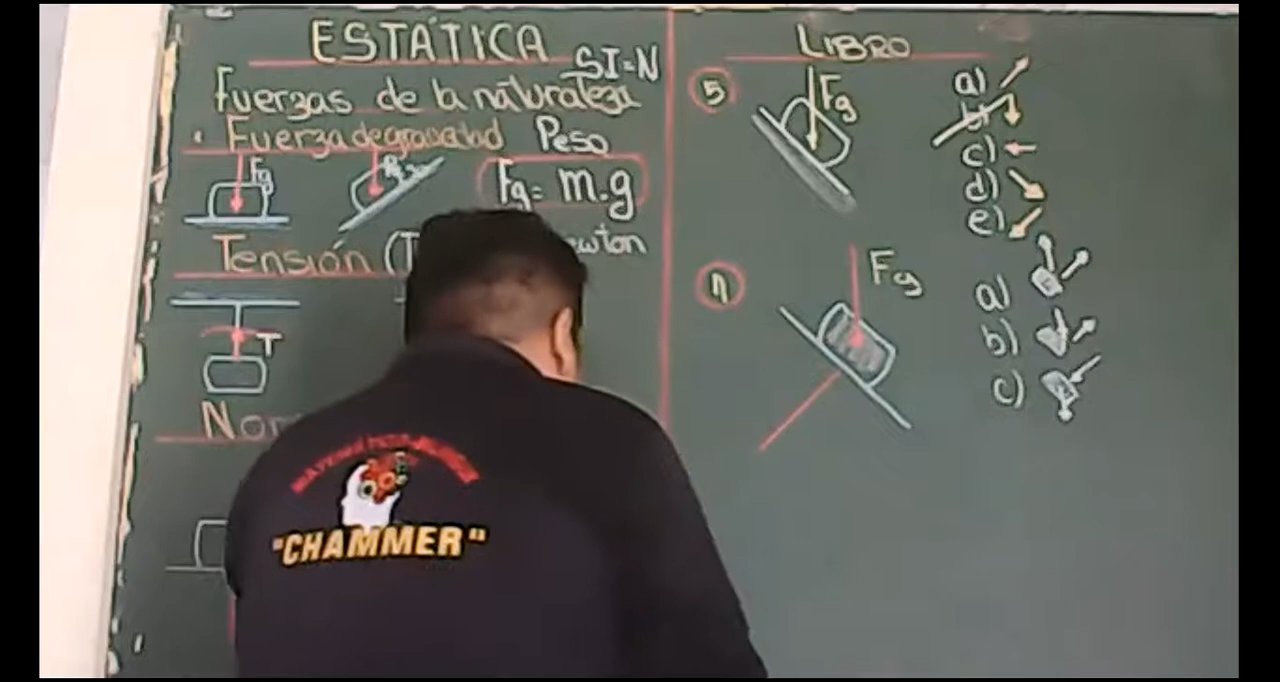 ESTÁTICA
SI=N
Fuerzas de la naturaleza
• Fuerza de gravedad Peso
Fg
Fg = m.g
Tensión (T
ewton
T
Nor
"CHAMMER"
LIBRO
5
Fg
a)
b)
c)
d)
e)
Fg
a)
b)
c)